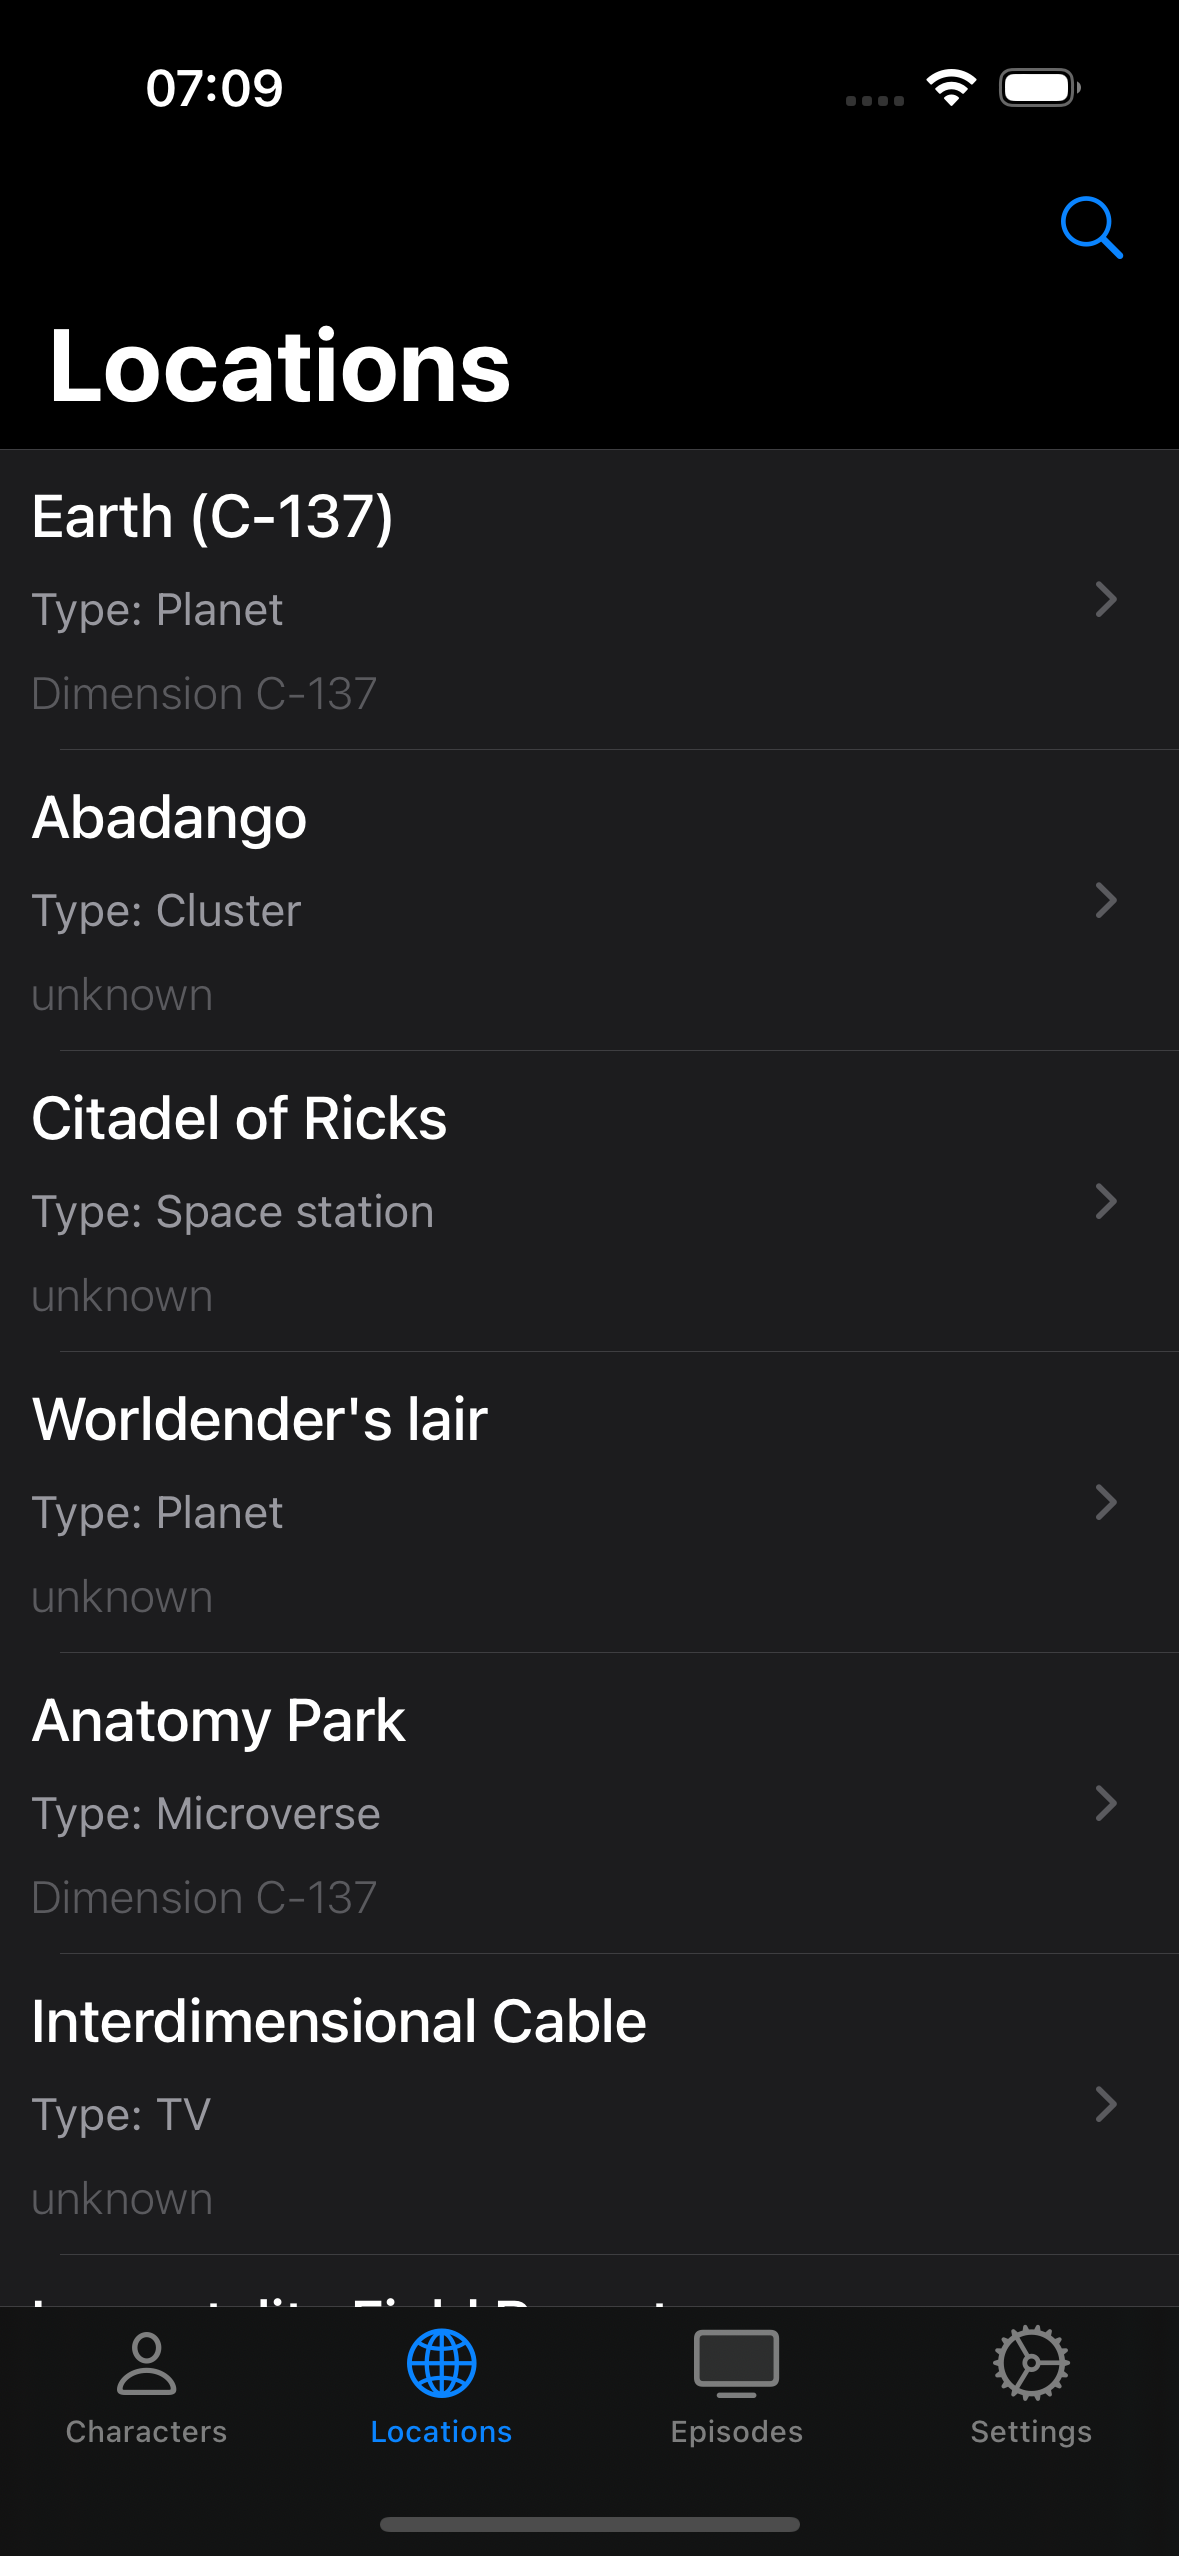 07:09
Locations
Earth (C-137)
Type: Planet
Dimension C-137
Abadango
Type: Cluster
unknown
Citadel of Ricks
Type: Space station
unknown
Worldender's lair
Type: Planet
unknown
Anatomy Park
Type: Microverse
Dimension C-137
Interdimensional Cable
Type: TV
unknown
Characters
Locations
Episodes
Settings